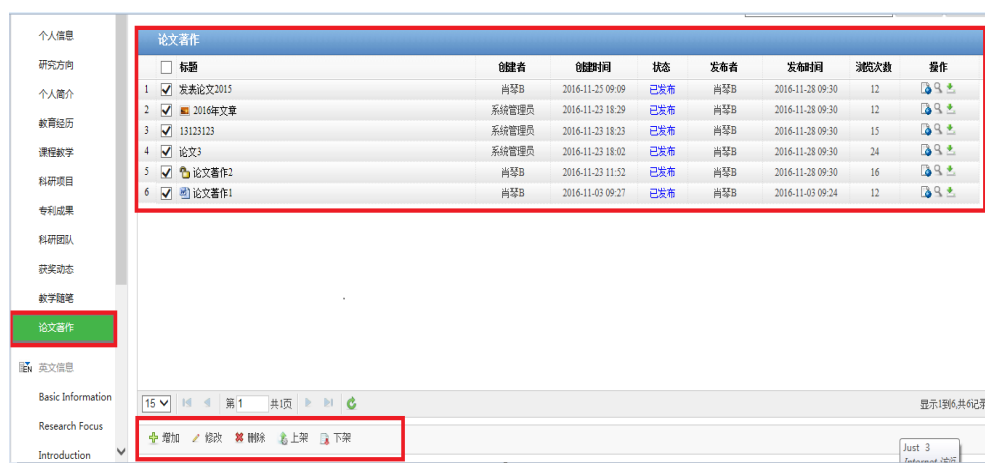 个人信息
研究方向
个人简介
教育经历
课程教学
科研项目
专利成果
科研团队
获奖动态
教学随笔
论文著作
EN 英文信息
Basic Information
Research Focus
Introduction
论文著作
标题 创建者 创建时间 状态 发布者 发布时间 浏览次数 操作
1 发表论文2015 肖琴B 2016-11-25 09:09 已发布 肖琴B 2016-11-28 09:30 12
2 2016年文章 系统管理员 2016-11-23 18:29 已发布 肖琴B 2016-11-28 09:30 12
3 13123123 系统管理员 2016-11-23 18:23 已发布 肖琴B 2016-11-28 09:30 15
4 论文3 系统管理员 2016-11-23 18:02 已发布 肖琴B 2016-11-28 09:30 24
5 论文著作2 肖琴B 2016-11-23 11:52 已发布 肖琴B 2016-11-28 09:30 16
6 论文著作1 肖琴B 2016-11-03 09:27 已发布 肖琴B 2016-11-03 09:24 12
15 第 1 共1页 显示1到6,共6记录
增加 修改 删除 上架 下架
Just 3
Internet 访问